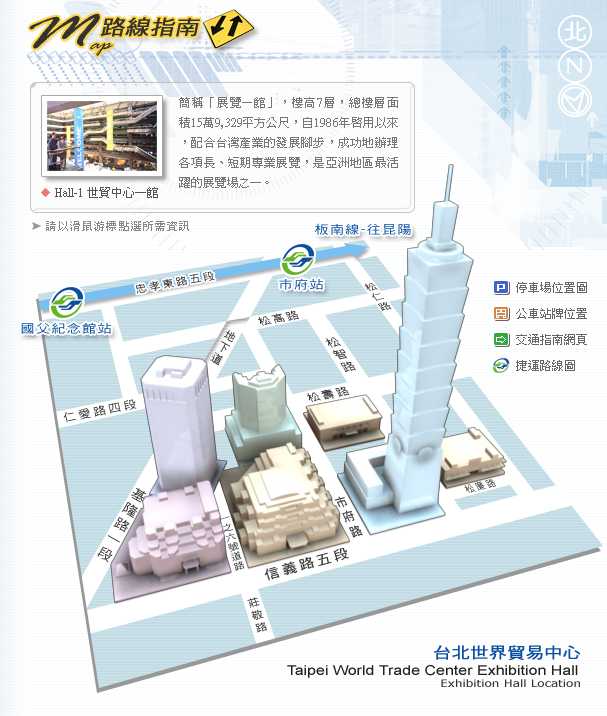 Map 路線指南
北
N
簡稱「展覽一館」，樓高7層，總樓層面
積15萬9,329平方公尺，自1986年啓用以來
，配合台灣產業的發展腳步，成功地辦理
各項長、短期專業展覽，是亞洲地區最活
躍的展覽場之一。
WELCOME
Hall-1 世貿中心一館
請以滑鼠游標點選所需資訊
板南線-往昆陽
市府站
忠孝東路五段
國父紀念館站
停車場位置圖
公車站牌位置
交通指南網頁
捷運路線圖
松仁路
松高路
地下道
松智路
松壽路
仁愛路四段
基隆路一段
市府路
松廉路
之六號道路
信義路五段
莊敬路
台北世界貿易中心
Taipei World Trade Center Exhibition Hall
Exhibition Hall Location